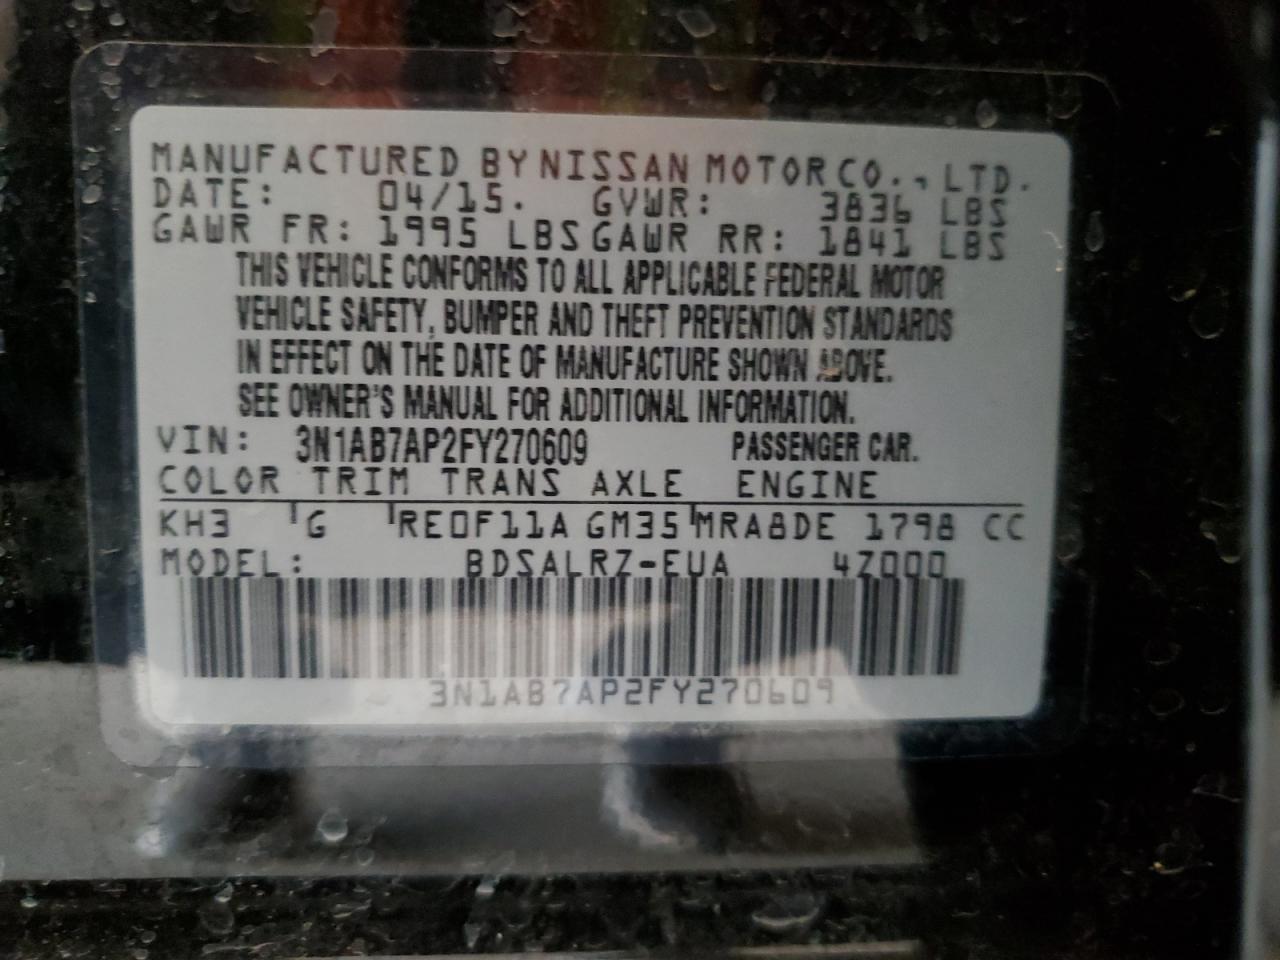 MANUFACTURED BY NISSAN MOTOR CO., LTD.
DATE: 04/15. GVWR: 3836 LBS
GAWR FR: 1995 LBS GAWR RR: 1841 LBS
THIS VEHICLE CONFORMS TO ALL APPLICABLE FEDERAL MOTOR
VEHICLE SAFETY, BUMPER AND THEFT PREVENTION STANDARDS
IN EFFECT ON THE DATE OF MANUFACTURE SHOWN ABOVE.
SEE OWNER'S MANUAL FOR ADDITIONAL INFORMATION.
VIN: 3N1AB7AP2FY270609 PASSENGER CAR.
COLOR TRIM TRANS AXLE ENGINE
KH3 G RE0F11A GM35 MRA8DE 1798 CC
MODEL: BDSALRZ-EUA 4Z000
3N1AB7AP2FY270609